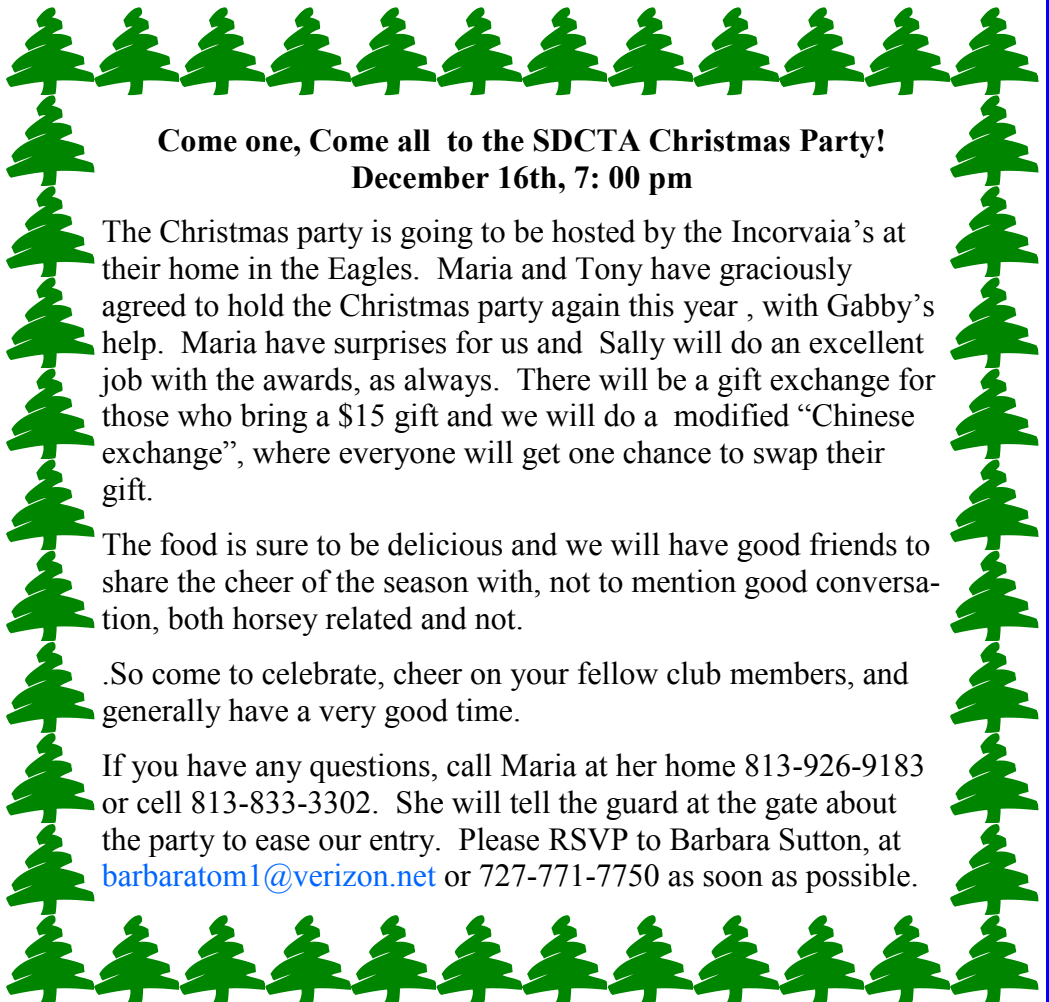 Come one, Come all  to the SDCTA Christmas Party!
December 16th, 7: 00 pm
The Christmas party is going to be hosted by the Incorvaia’s at
their home in the Eagles.  Maria and Tony have graciously
agreed to hold the Christmas party again this year , with Gabby’s
help.  Maria have surprises for us and  Sally will do an excellent
job with the awards, as always.  There will be a gift exchange for
those who bring a $15 gift and we will do a  modified “Chinese
exchange”, where everyone will get one chance to swap their
gift.
The food is sure to be delicious and we will have good friends to
share the cheer of the season with, not to mention good conversa-
tion, both horsey related and not.
.So come to celebrate, cheer on your fellow club members, and
generally have a very good time.
If you have any questions, call Maria at her home 813-926-9183
or cell 813-833-3302.  She will tell the guard at the gate about
the party to ease our entry.  Please RSVP to Barbara Sutton, at
barbaratom1@verizon.net or 727-771-7750 as soon as possible.